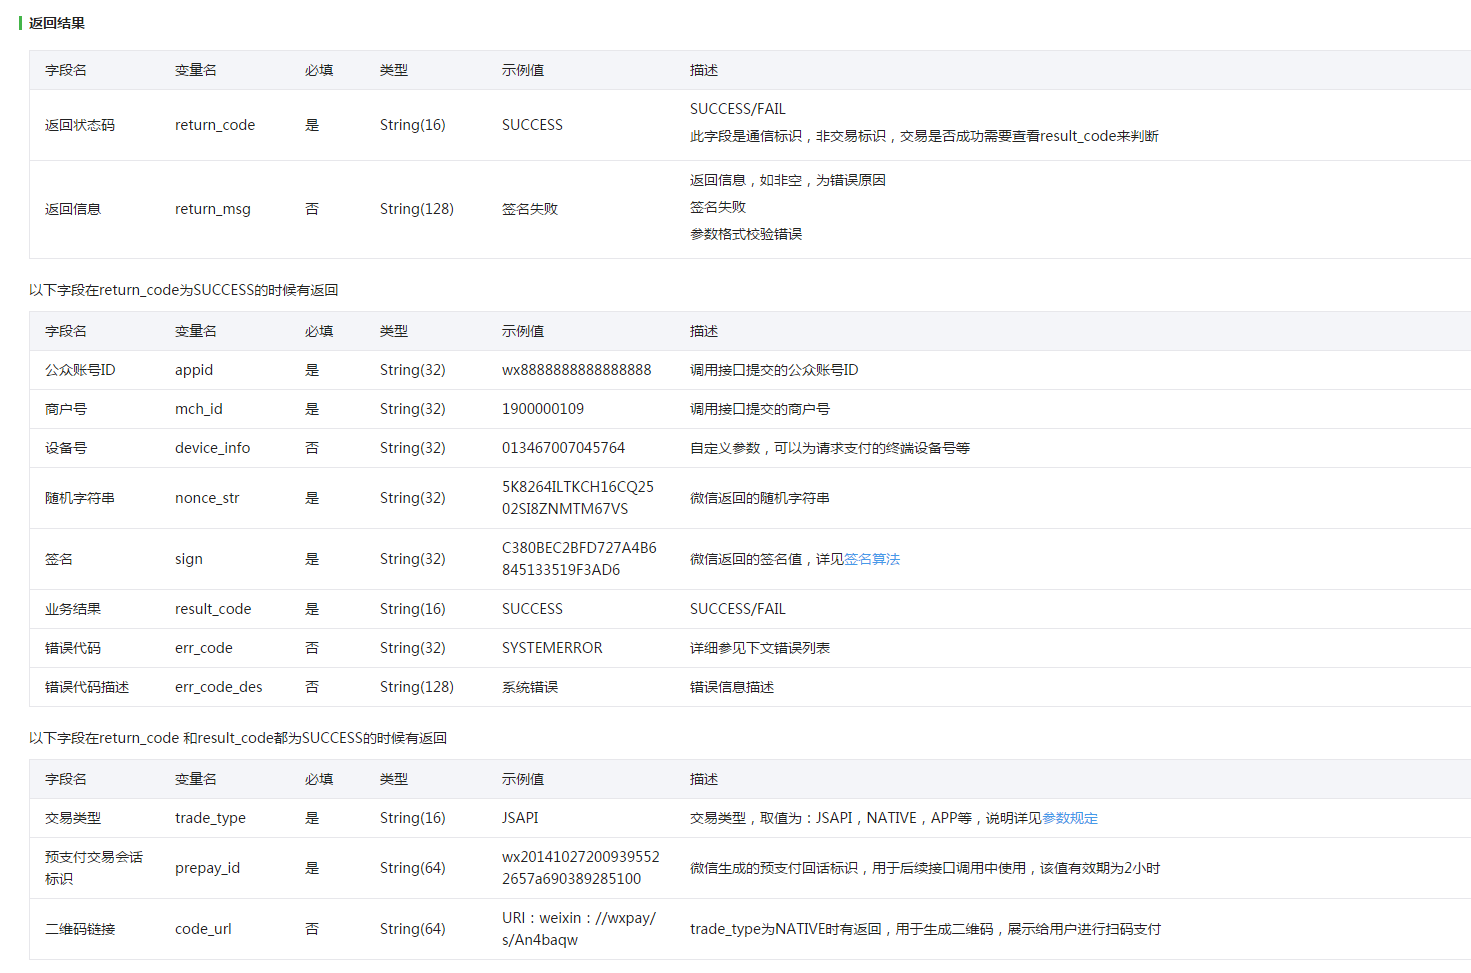 返回结果
字段名 变量名 必填 类型 示例值 描述
返回状态码 return_code 是 String(16) SUCCESS SUCCESS/FAIL
此字段是通信标识，非交易标识，交易是否成功需要查看result_code来判断
返回信息 return_msg 否 String(128) 签名失败 返回信息，如非空，为错误原因
签名失败
参数格式校验错误
以下字段在return_code为SUCCESS的时候有返回
字段名 变量名 必填 类型 示例值 描述
公众账号ID appid 是 String(32) wx8888888888888888 调用接口提交的公众账号ID
商户号 mch_id 是 String(32) 1900000109 调用接口提交的商户号
设备号 device_info 否 String(32) 013467007045764 自定义参数，可以为请求支付的终端设备号等
随机字符串 nonce_str 是 String(32) 5K8264ILTKCH16CQ25
02SI8ZNMTM67VS 微信返回的随机字符串
签名 sign 是 String(32) C380BEC2BFD727A4B6
845133519F3AD6 微信返回的签名值，详见签名算法
业务结果 result_code 是 String(16) SUCCESS SUCCESS/FAIL
错误代码 err_code 否 String(32) SYSTEMERROR 详细参见下文错误列表
错误代码描述 err_code_des 否 String(128) 系统错误 错误信息描述
以下字段在return_code 和result_code都为SUCCESS的时候有返回
字段名 变量名 必填 类型 示例值 描述
交易类型 trade_type 是 String(16) JSAPI 交易类型，取值为：JSAPI，NATIVE，APP等，说明详见参数规定
预支付交易会话
标识 prepay_id 是 String(64) wx20141027200939552
2657a690389285100 微信生成的预支付回话标识，用于后续接口调用中使用，该值有效期为2小时
二维码链接 code_url 否 String(64) URI：weixin：//wxpay/
s/An4baqw trade_type为NATIVE时有返回，用于生成二维码，展示给用户进行扫码支付